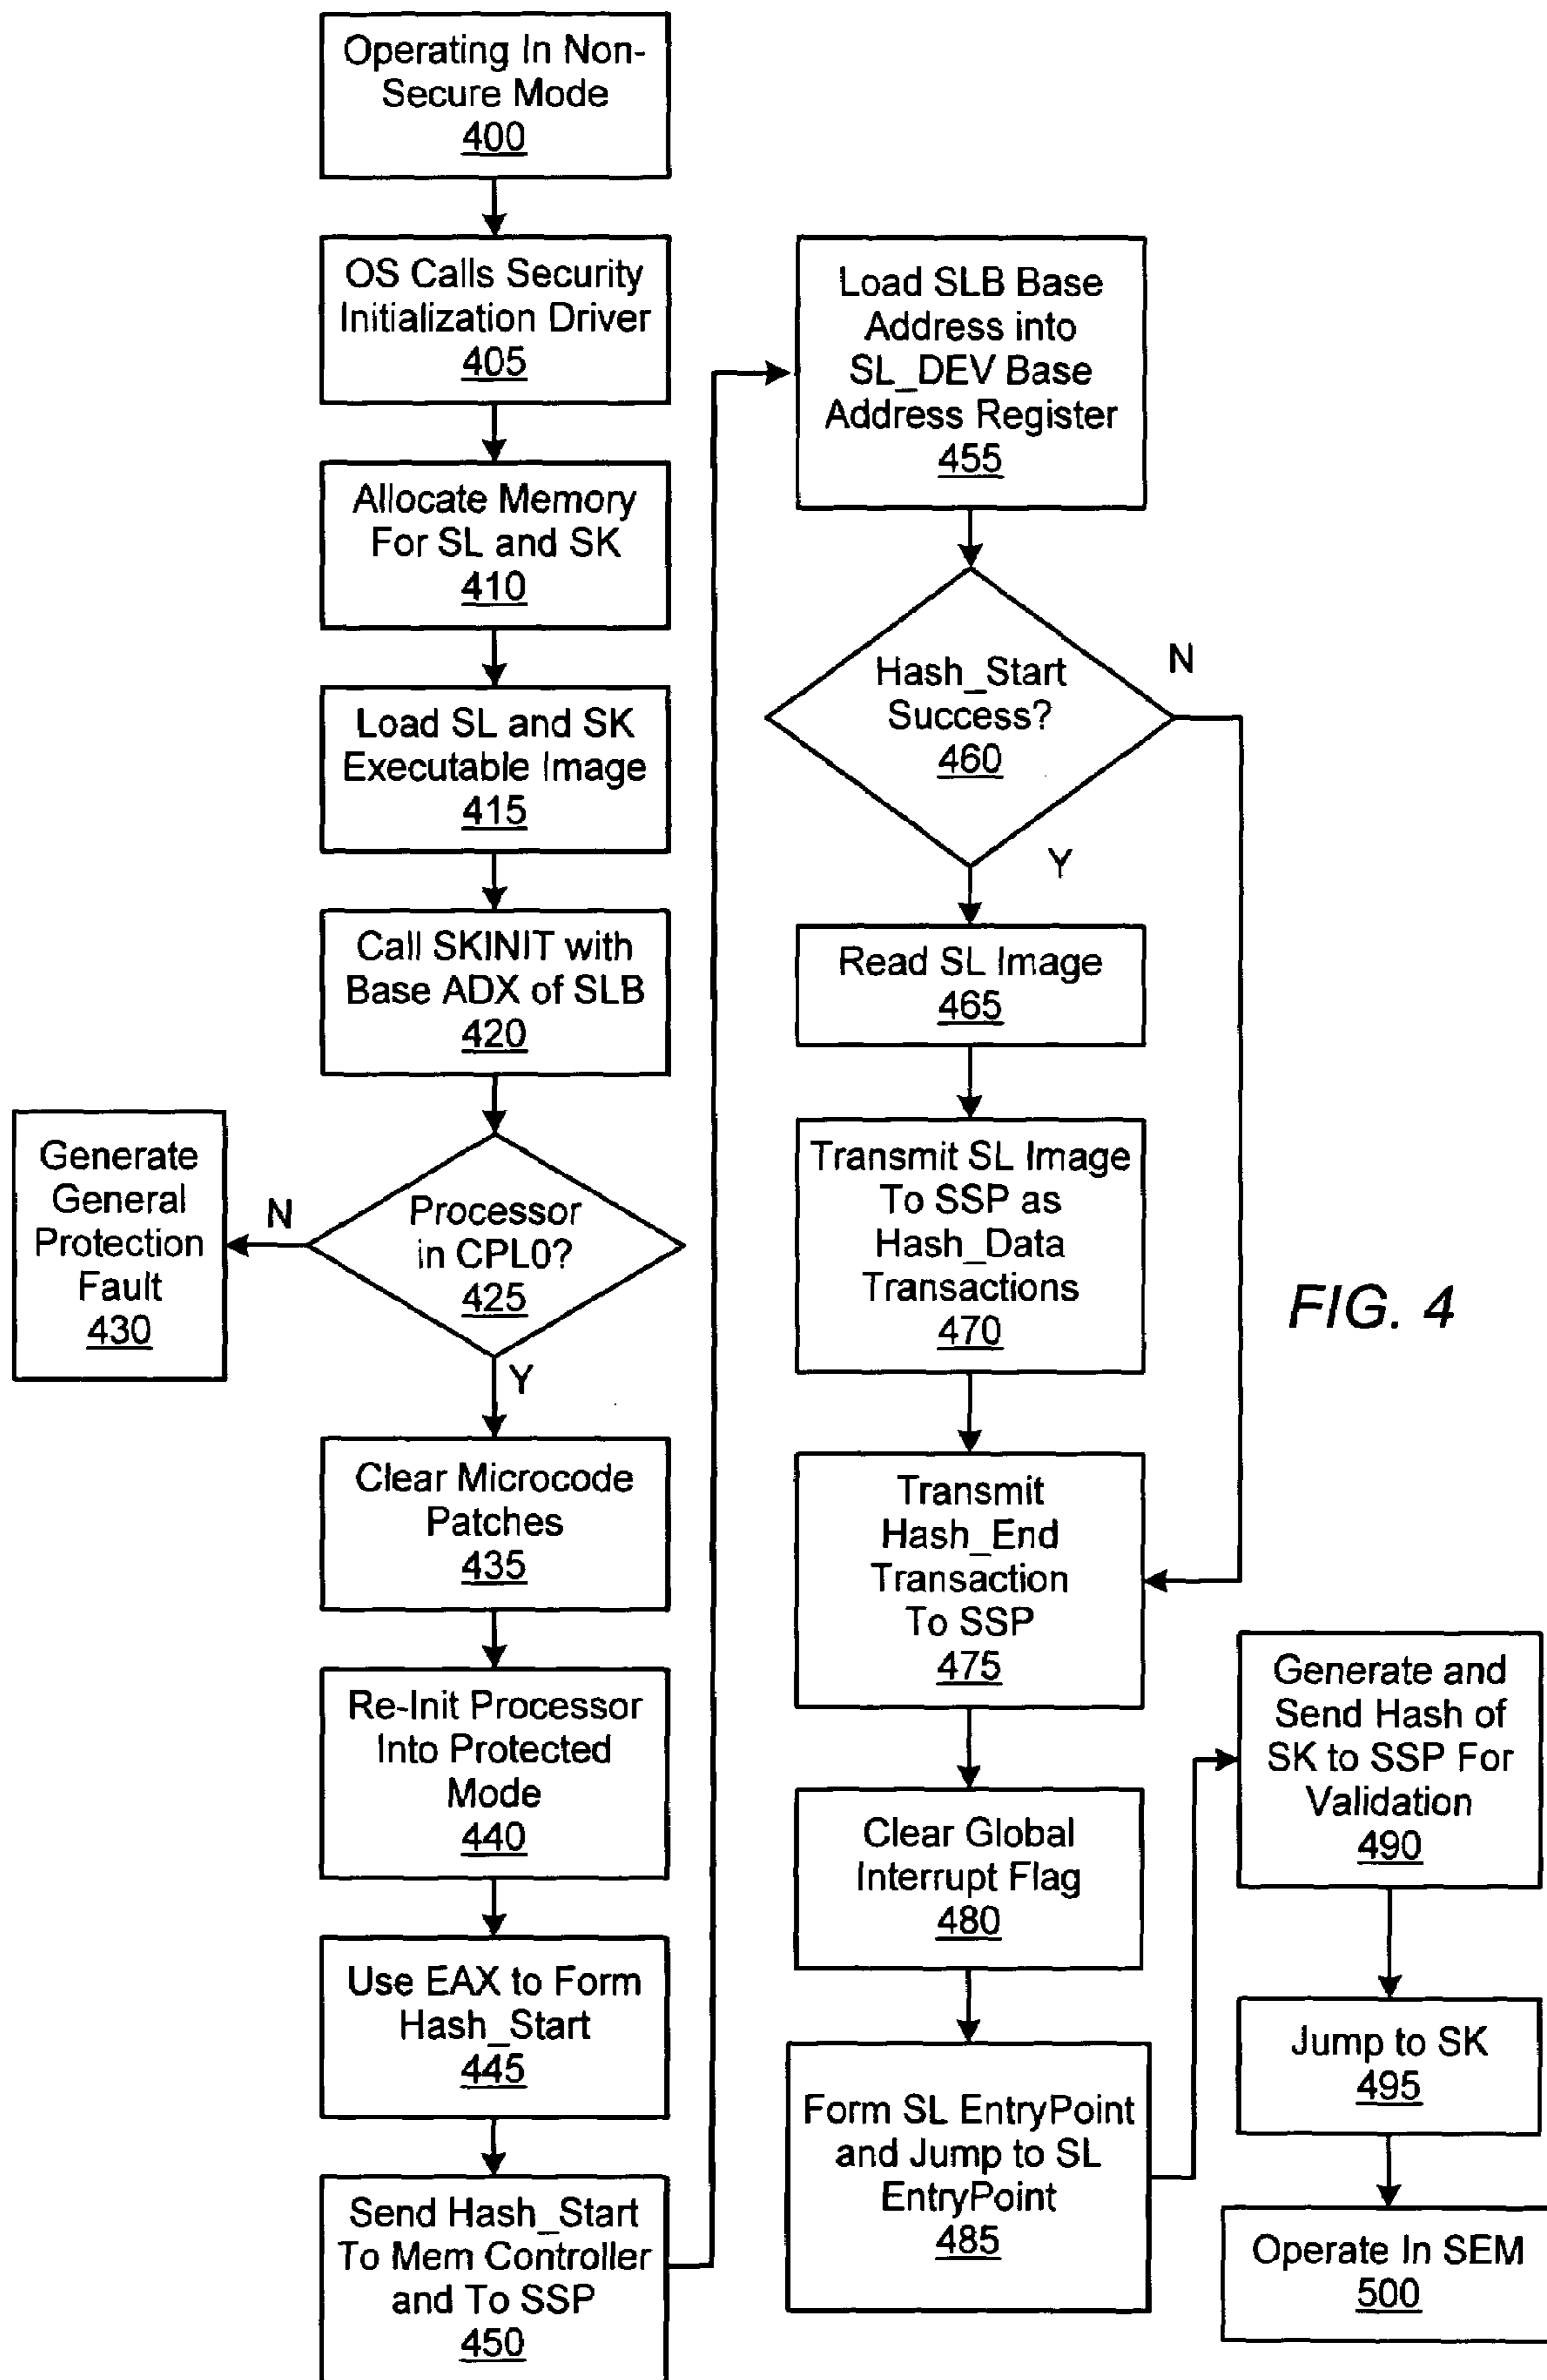 Operating In Non-
Secure Mode
400
OS Calls Security
Initialization Driver
405
Allocate Memory
For SL and SK
410
Load SL and SK
Executable Image
415
Call SKINIT with
Base ADX of SLB
420
Processor
in CPL0?
425
N
Y
Generate
General
Protection
Fault
430
Clear Microcode
Patches
435
Re-Init Processor
Into Protected
Mode
440
Use EAX to Form
Hash_Start
445
Send Hash_Start
To Mem Controller
and To SSP
450
Load SLB Base
Address into
SL_DEV Base
Address Register
455
Hash_Start
Success?
460
N
Y
Read SL Image
465
Transmit SL Image
To SSP as
Hash_Data
Transactions
470
Transmit
Hash_End
Transaction
To SSP
475
Clear Global
Interrupt Flag
480
Form SL EntryPoint
and Jump to SL
EntryPoint
485
Generate and
Send Hash of
SK to SSP For
Validation
490
Jump to SK
495
Operate In SEM
500
FIG. 4